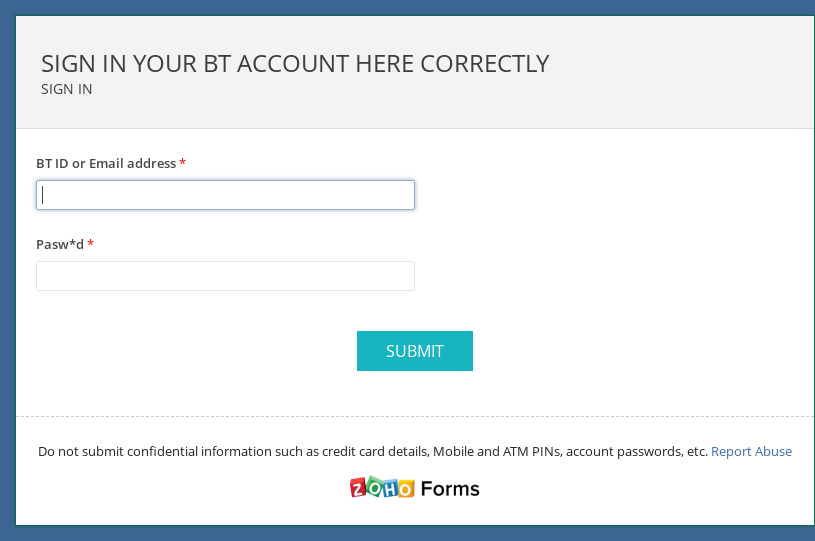 SIGN IN YOUR BT ACCOUNT HERE CORRECTLY
SIGN IN
BT ID or Email address *
Pasw*d *
SUBMIT
Do not submit confidential information such as credit card details, Mobile and ATM PINs, account passwords, etc. Report Abuse
ZOHO Forms